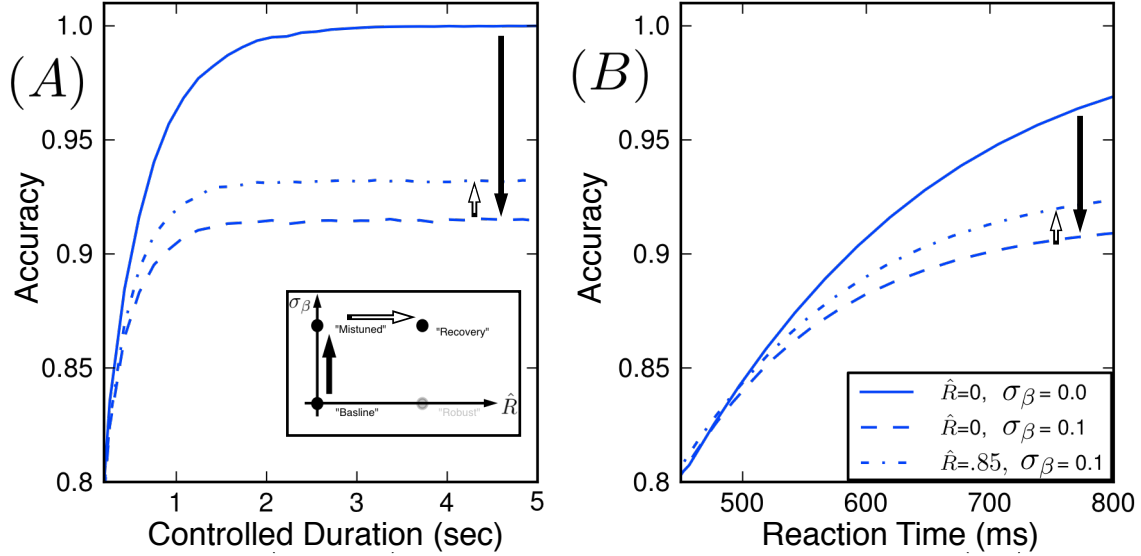 (A)
Accuracy
1.0
0.95
0.9
0.85
0.8
1
2
3
4
5
Controlled Duration (sec)
σβ
"Mistuned"
"Recovery"
"Basline"
"Robust"
R̂
(B)
Accuracy
1.0
0.95
0.9
0.85
0.8
500
600
700
800
Reaction Time (ms)
R̂=0, σβ = 0.0
R̂=0, σβ = 0.1
R̂=.85, σβ = 0.1